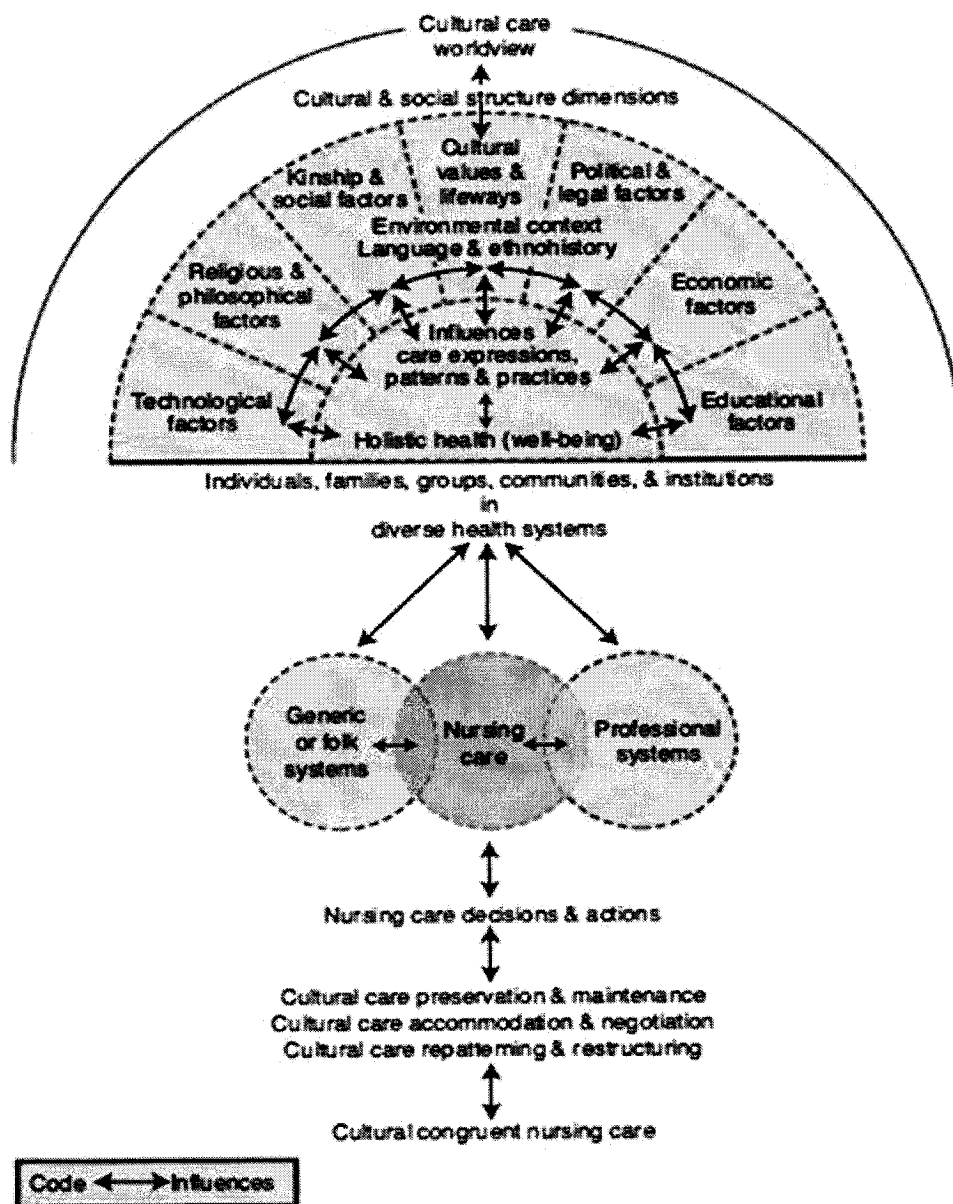 Cultural care
worldview
Cultural & social structure dimensions
Cultural
values &
lifeways
Kinship &
social factors
Political &
legal factors
Environmental context
Language & ethnohistory
Religious &
philosophical
factors
Economic
factors
Influences
care expressions,
patterns & practices
Technological
factors
Educational
factors
Holistic health (well-being)
Individuals, families, groups, communities, & institutions
in
diverse health systems
Generic
or folk
systems
Nursing
care
Professional
systems
Nursing care decisions & actions
Cultural care preservation & maintenance
Cultural care accommodation & negotiation
Cultural care repatterning & restructuring
Cultural congruent nursing care
Code Influences